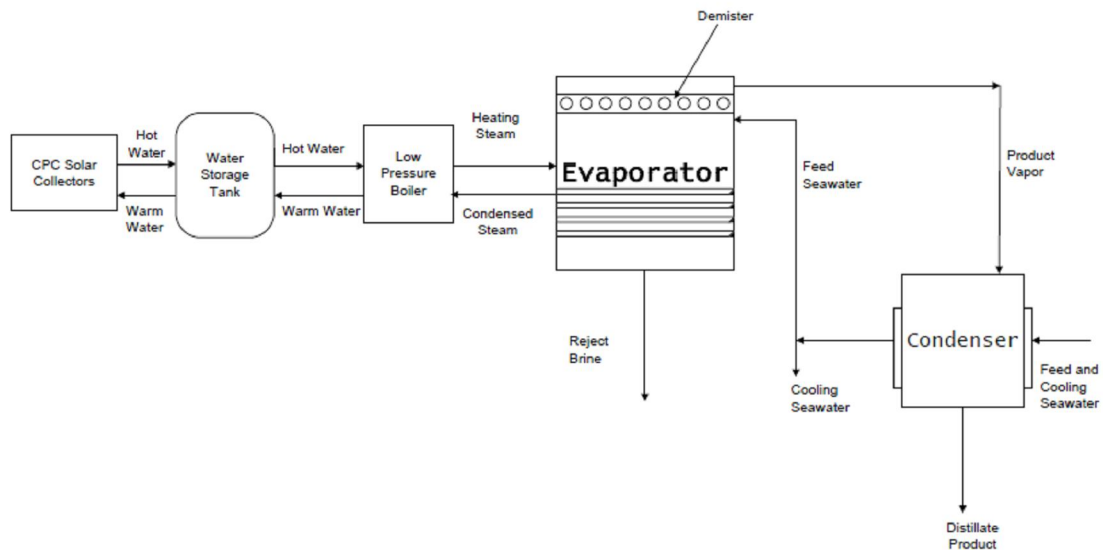 Demister
Heating
Steam
Hot
Water
Hot Water
CPC Solar
Collectors
Water
Storage
Tank
Low
Pressure
Boiler
Evaporator
Feed
Seawater
Product
Vapor
Warm
Water
Warm Water
Condensed
Steam
Reject
Brine
Condenser
Cooling
Seawater
Feed and
Cooling
Seawater
Distillate
Product